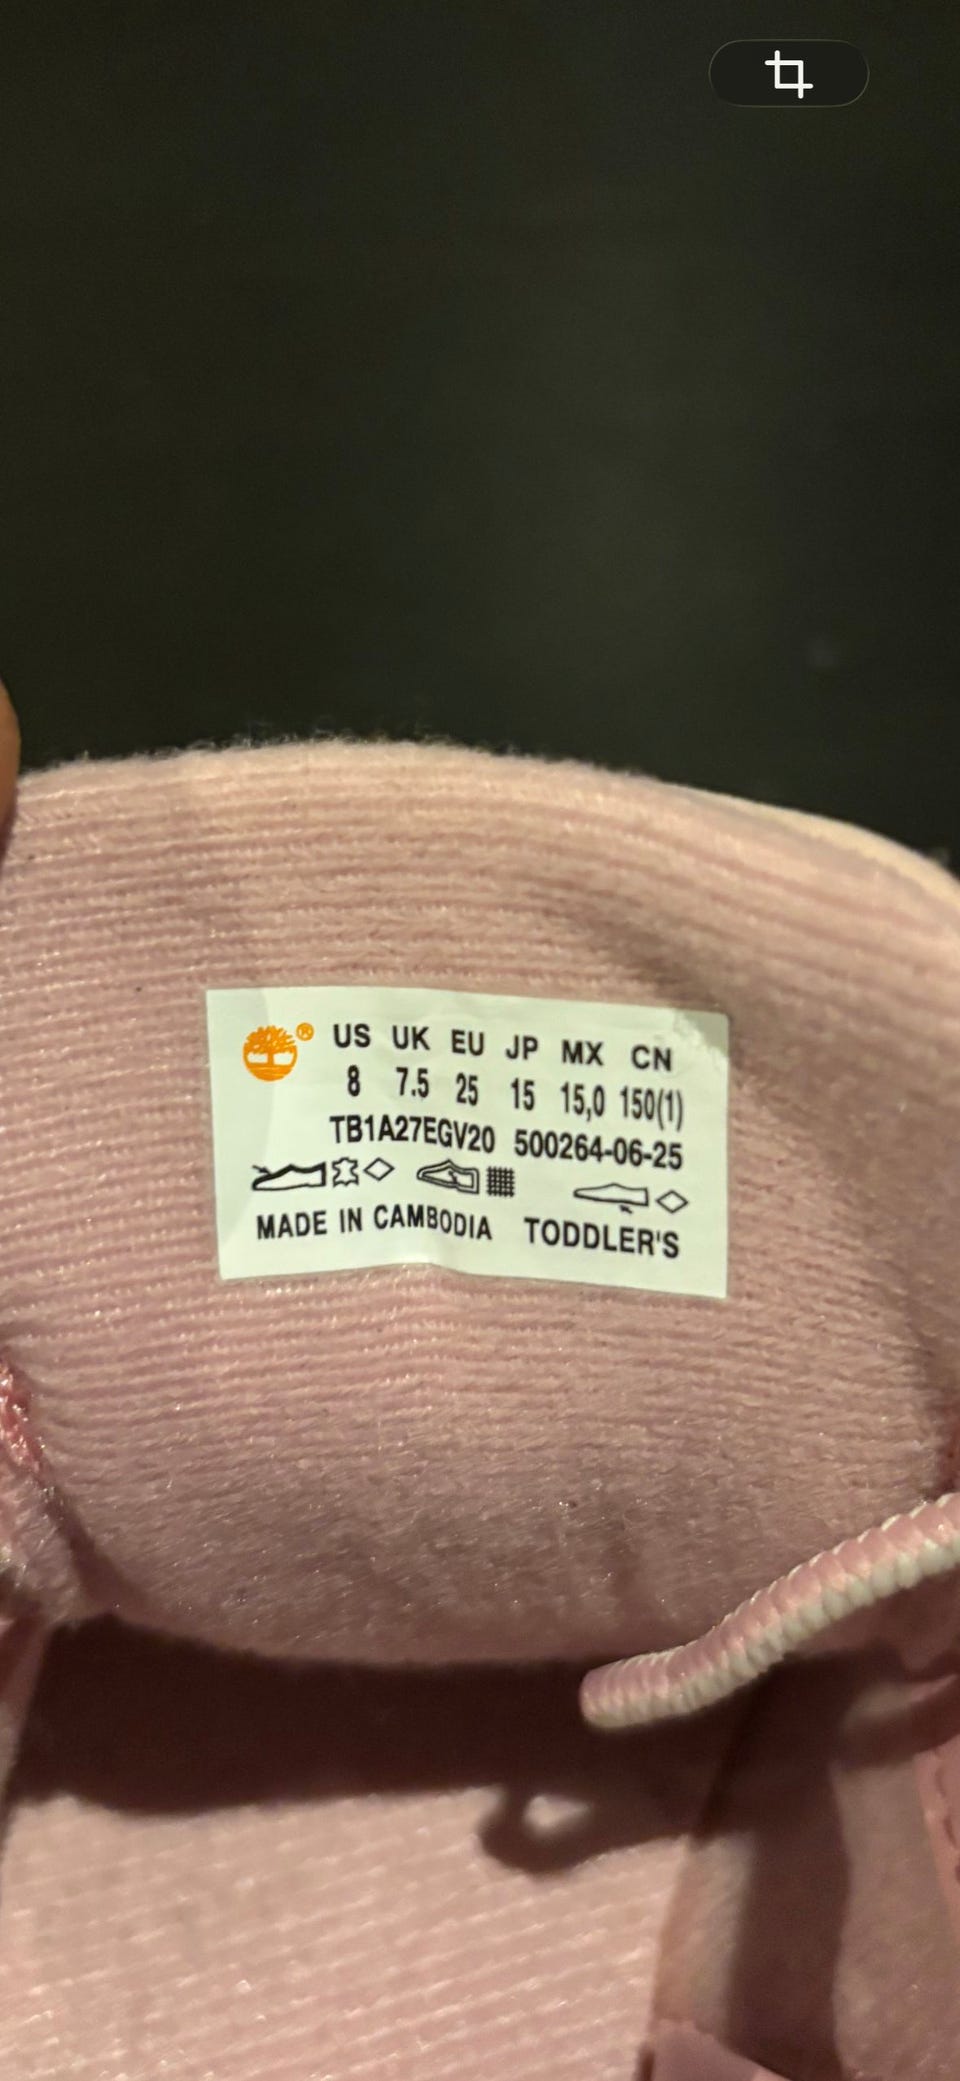 US UK EU JP MX CN
8 7.5 25 15 15,0 150(1)
TB1A27EGV20 500264-06-25
MADE IN CAMBODIA TODDLER'S